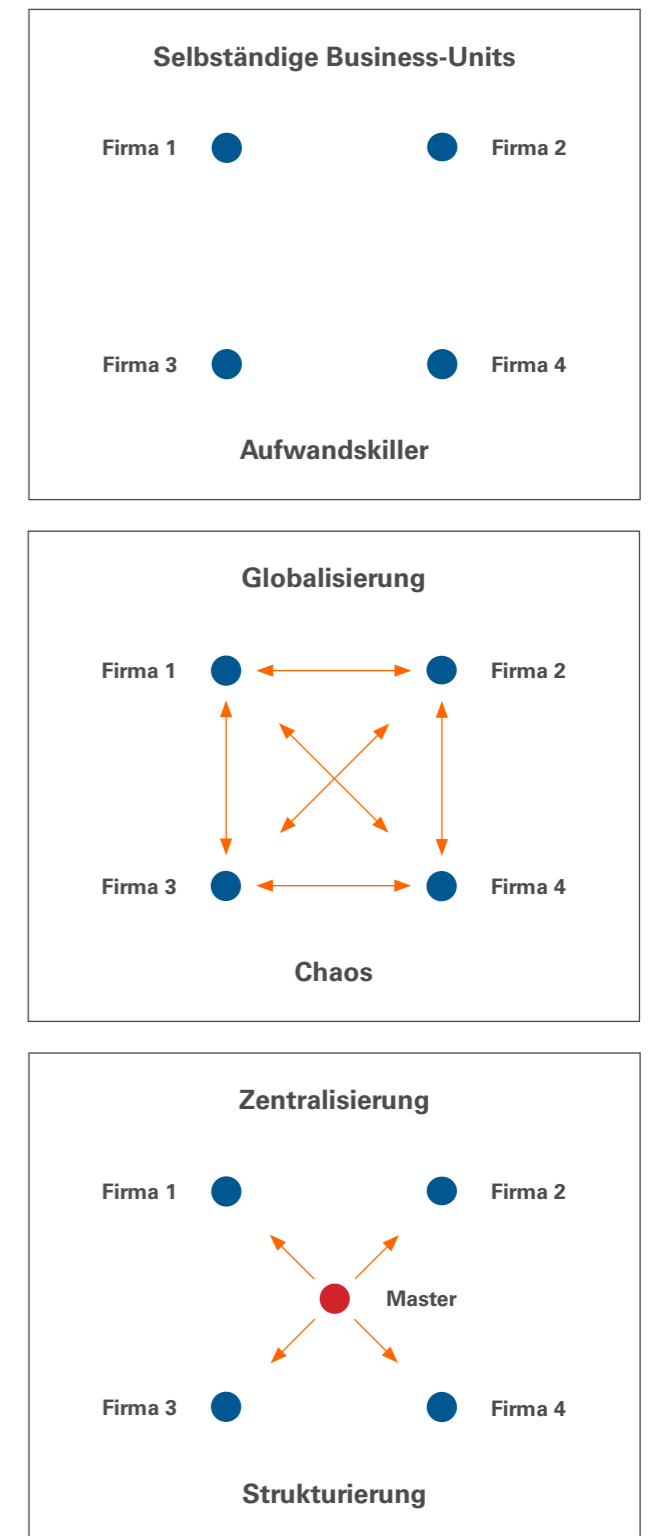 Selbständige Business-Units
Firma 1
Firma 2
Firma 3
Firma 4
Aufwandskiller
Globalisierung
Firma 1
Firma 2
Firma 3
Firma 4
Chaos
Zentralisierung
Firma 1
Firma 2
Master
Firma 3
Firma 4
Strukturierung